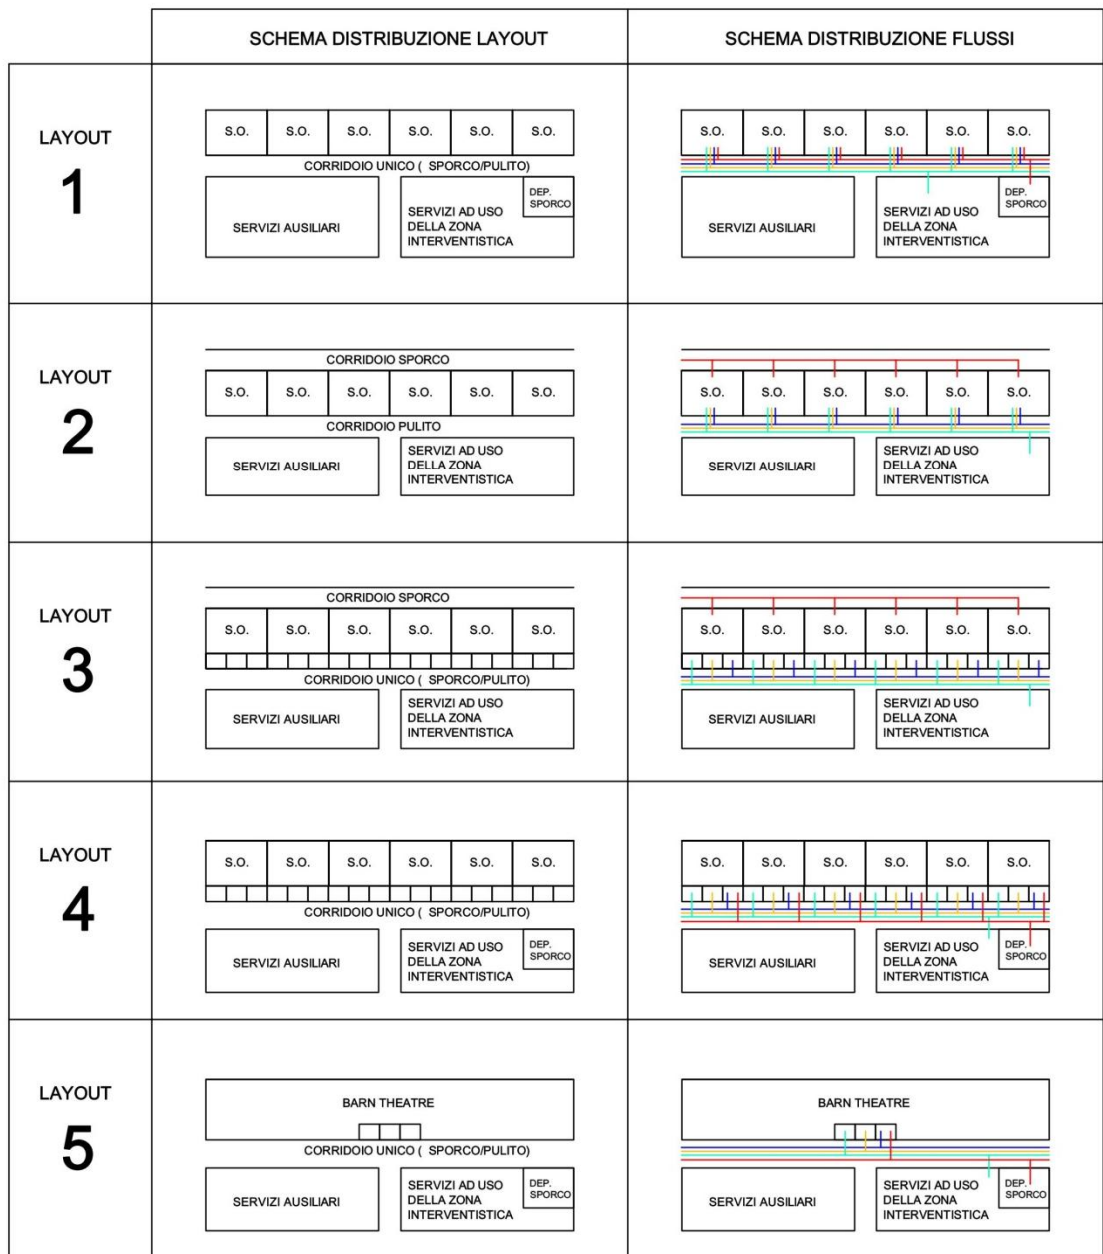 SCHEMA DISTRIBUZIONE LAYOUT
SCHEMA DISTRIBUZIONE FLUSSI
LAYOUT
1
S.O. S.O. S.O. S.O. S.O. S.O.
CORRIDOIO UNICO ( SPORCO/PULITO)
SERVIZI AUSILIARI
SERVIZI AD USO
DELLA ZONA
INTERVENTISTICA
DEP.
SPORCO
S.O. S.O. S.O. S.O. S.O. S.O.
SERVIZI AUSILIARI
SERVIZI AD USO
DELLA ZONA
INTERVENTISTICA
DEP.
SPORCO
LAYOUT
2
CORRIDOIO SPORCO
S.O. S.O. S.O. S.O. S.O. S.O.
CORRIDOIO PULITO
SERVIZI AUSILIARI
SERVIZI AD USO
DELLA ZONA
INTERVENTISTICA
S.O. S.O. S.O. S.O. S.O. S.O.
SERVIZI AUSILIARI
SERVIZI AD USO
DELLA ZONA
INTERVENTISTICA
LAYOUT
3
CORRIDOIO SPORCO
S.O. S.O. S.O. S.O. S.O. S.O.
CORRIDOIO UNICO ( SPORCO/PULITO)
SERVIZI AUSILIARI
SERVIZI AD USO
DELLA ZONA
INTERVENTISTICA
S.O. S.O. S.O. S.O. S.O. S.O.
SERVIZI AUSILIARI
SERVIZI AD USO
DELLA ZONA
INTERVENTISTICA
LAYOUT
4
S.O. S.O. S.O. S.O. S.O. S.O.
CORRIDOIO UNICO ( SPORCO/PULITO)
SERVIZI AUSILIARI
SERVIZI AD USO
DELLA ZONA
INTERVENTISTICA
DEP.
SPORCO
S.O. S.O. S.O. S.O. S.O. S.O.
SERVIZI AUSILIARI
SERVIZI AD USO
DELLA ZONA
INTERVENTISTICA
DEP.
SPORCO
LAYOUT
5
BARN THEATRE
CORRIDOIO UNICO ( SPORCO/PULITO)
SERVIZI AUSILIARI
SERVIZI AD USO
DELLA ZONA
INTERVENTISTICA
DEP.
SPORCO
BARN THEATRE
SERVIZI AUSILIARI
SERVIZI AD USO
DELLA ZONA
INTERVENTISTICA
DEP.
SPORCO